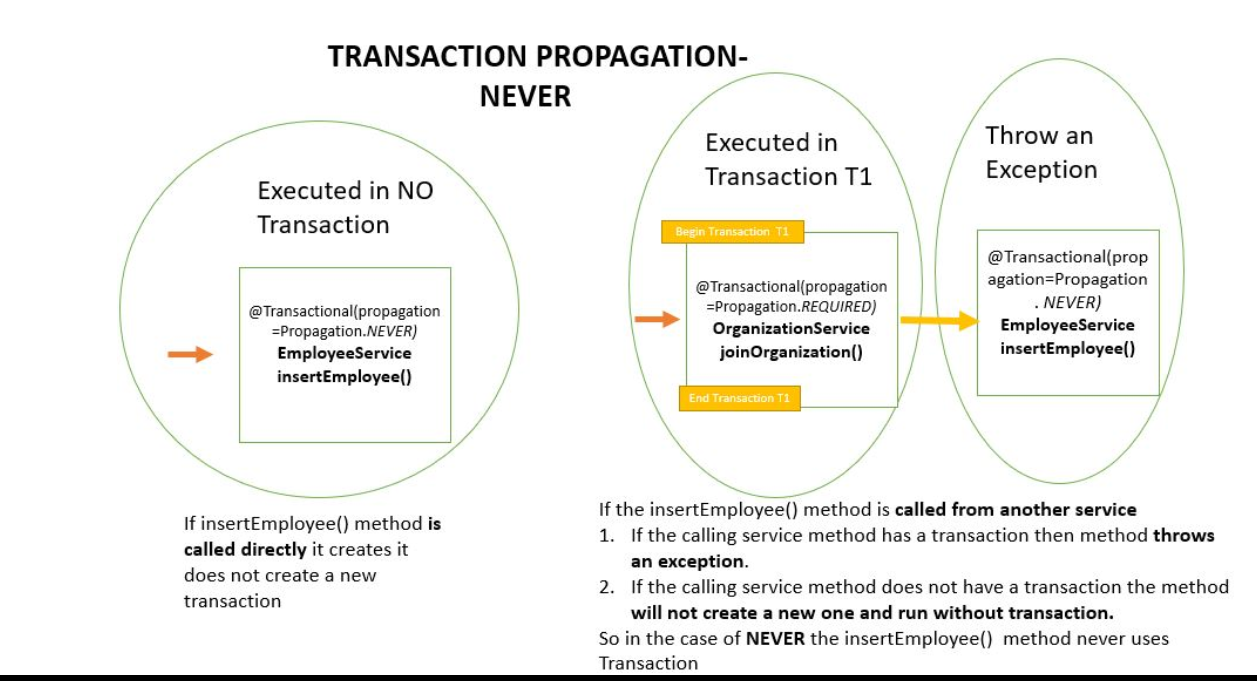 TRANSACTION PROPAGATION-
NEVER
Executed in NO
Transaction
@Transactional(propagation
=Propagation.NEVER)
EmployeeService
insertEmployee()
If insertEmployee() method is
called directly it creates it
does not create a new
transaction
Executed in
Transaction T1
Begin Transaction T1
@Transactional(propagation
=Propagation.REQUIRED)
OrganizationService
joinOrganization()
End Transaction T1
Throw an
Exception
@Transactional(prop
agation=Propagation
. NEVER)
EmployeeService
insertEmployee()
If the insertEmployee() method is called from another service
1. If the calling service method has a transaction then method throws
an exception.
2. If the calling service method does not have a transaction the method
will not create a new one and run without transaction.
So in the case of NEVER the insertEmployee() method never uses
Transaction